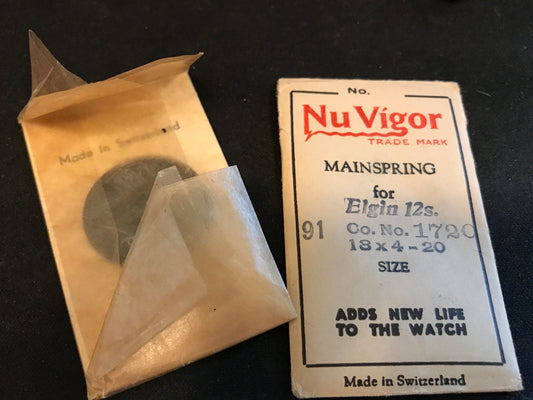 Made in Switzerland
No.
Nu Vigor
TRADE MARK
MAINSPRING
for
Elgin 12s.
91 Co. No. 1720
18 x 4 – 20
SIZE
ADDS NEW LIFE
TO THE WATCH
Made in Switzerland